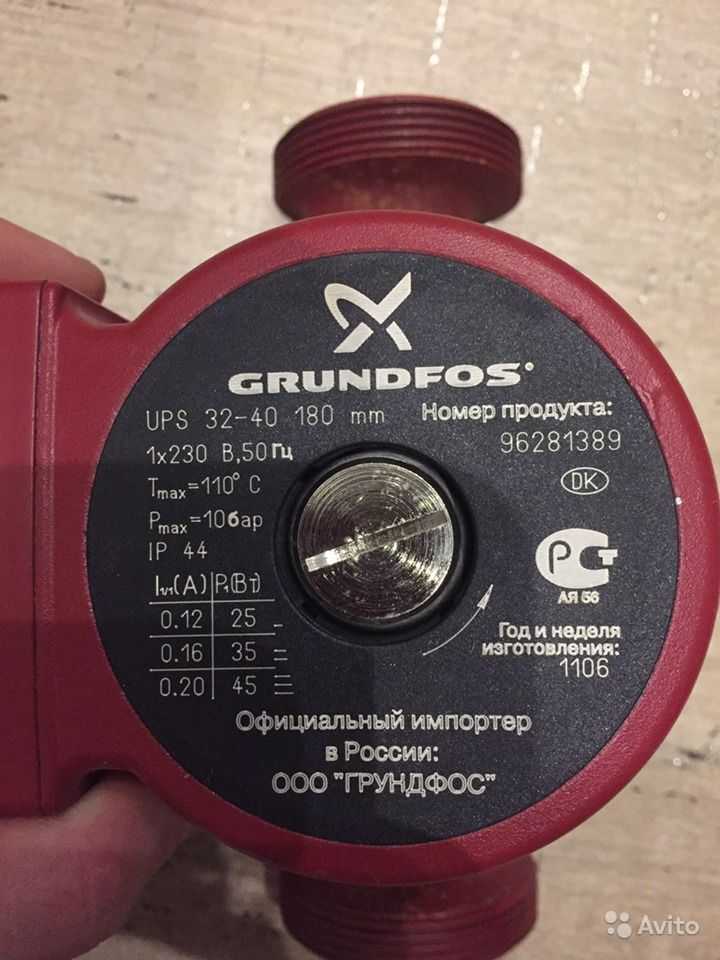 GRUNDFOS
UPS 32-40 180 mm
Номер продукта:
96281389
1x230 В,50Гц
Tmax=110° C
Pmax=10бар
IP 44
DK
РСТ
АЯ 56
I1/1(A) P1(Вт)
0.12 25
0.16 35
0.20 45
Год и неделя
изготовления:
1106
Официальный импортер
в России:
ООО "ГРУНДФОС"
Avito